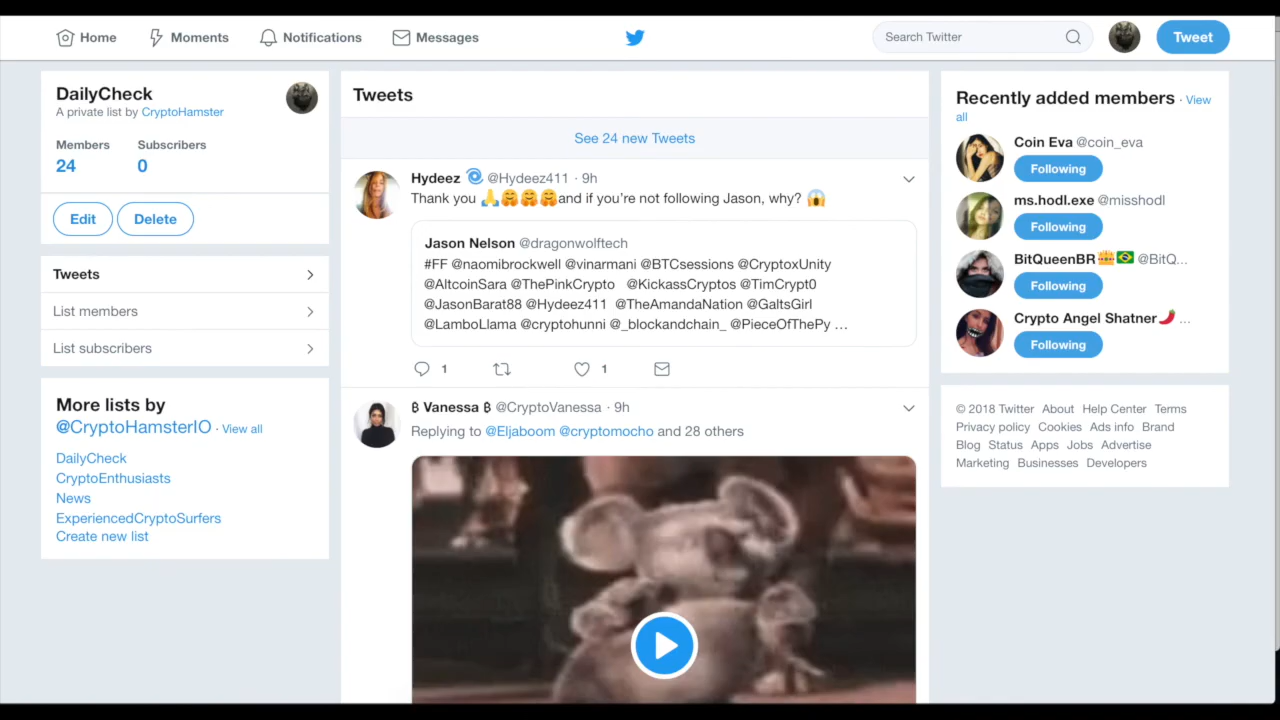 Home Moments Notifications Messages Search Twitter Tweet
DailyCheck
A private list by CryptoHamster
Members Subscribers
24 0
Edit Delete
Tweets
List members
List subscribers
More lists by
@CryptoHamsterIO · View all
DailyCheck
CryptoEnthusiasts
News
ExperiencedCryptoSurfers
Create new list
Tweets
See 24 new Tweets
Hydeez 🌀 @Hydeez411 · 9h
Thank you 🙏🤗🤗🤗and if you're not following Jason, why? 😱
Jason Nelson @dragonwolftech
#FF @naomibrockwell @vinarmani @BTCsessions @CryptoxUnity
@AltcoinSara @ThePinkCrypto @KickassCryptos @TimCrypt0
@JasonBarat88 @Hydeez411 @TheAmandaNation @GaltsGirl
@LamboLlama @cryptohunni @_blockandchain_ @PieceOfThePy …
1 1
₿ Vanessa ₿ @CryptoVanessa · 9h
Replying to @Eljaboom @cryptomocho and 28 others
Recently added members · View
all
Coin Eva @coin_eva
Following
ms.hodl.exe @misshodl
Following
BitQueenBR👑🇧🇷 @BitQ...
Following
Crypto Angel Shatner🌶️ ...
Following
© 2018 Twitter About Help Center Terms
Privacy policy Cookies Ads info Brand
Blog Status Apps Jobs Advertise
Marketing Businesses Developers